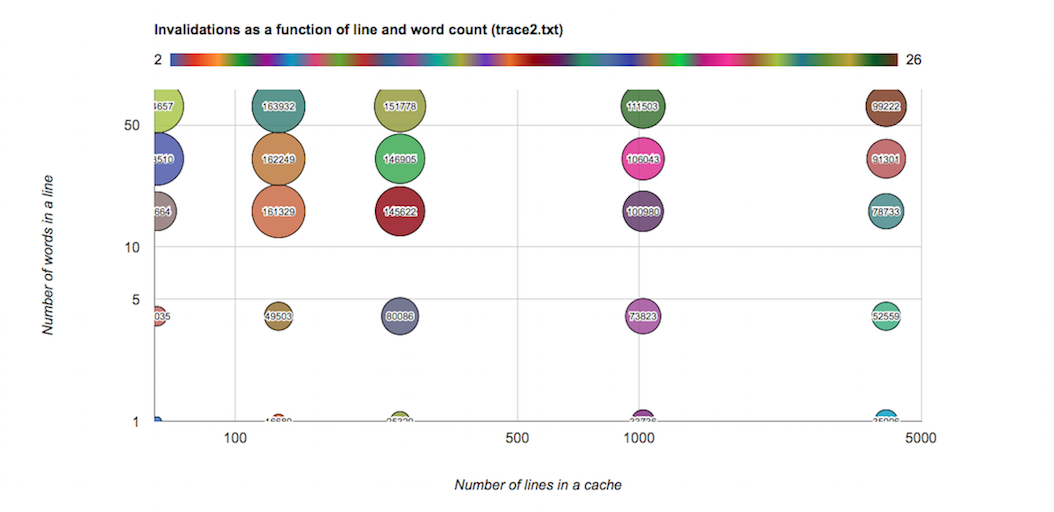 Invalidations as a function of line and word count (trace2.txt)
2 26
163932 151778 111503 99222
50
162249 146905 106043 91301
161329 145622 100980 78733
10
5
49503 80086 73823 52559
1
100 500 1000 5000
Number of words in a line
Number of lines in a cache